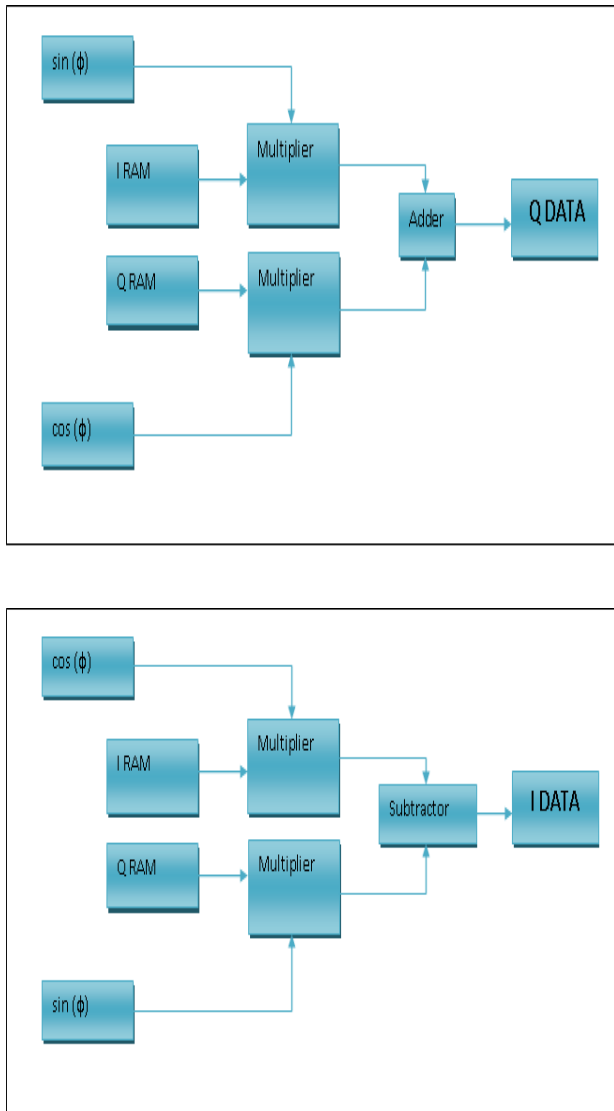 sin (ϕ)
I RAM
Multiplier
Q RAM
Multiplier
Adder
Q DATA
cos (ϕ)
cos (ϕ)
I RAM
Multiplier
Q RAM
Multiplier
Subtractor
I DATA
sin (ϕ)